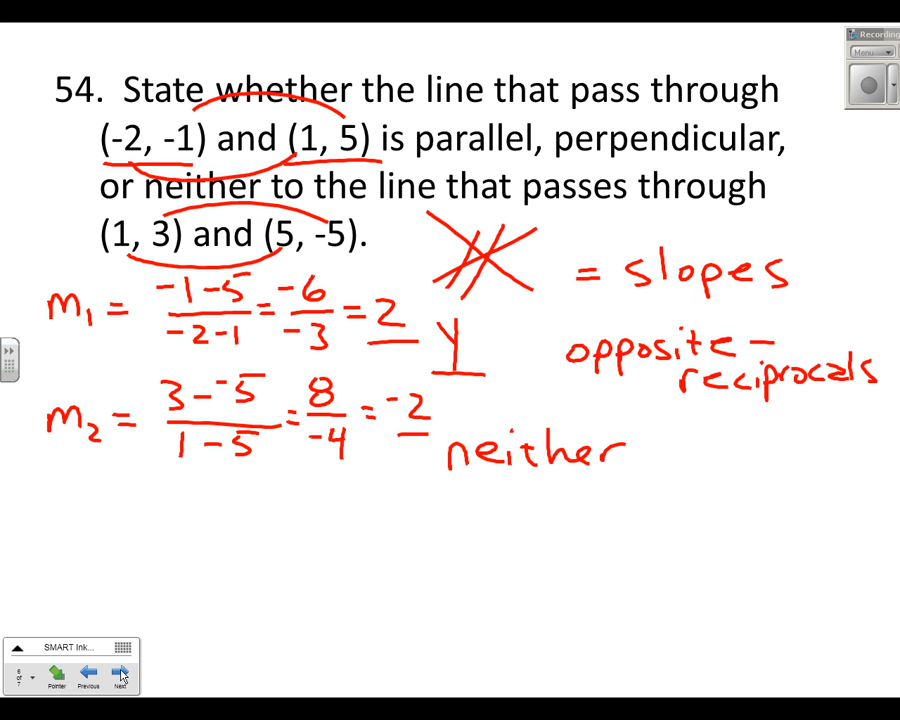 54. State whether the line that pass through
(-2, -1) and (1, 5) is parallel, perpendicular,
or neither to the line that passes through
(1, 3) and (5, -5).
= slopes
m₁ = -1-5/-2-1 = -6/-3 = 2
opposite -
reciprocals
m₂ = 3--5/1-5 = 8/-4 = -2
neither
Recording
Menu
SMART Ink...
6
of
7
Pointer
Previous
Next